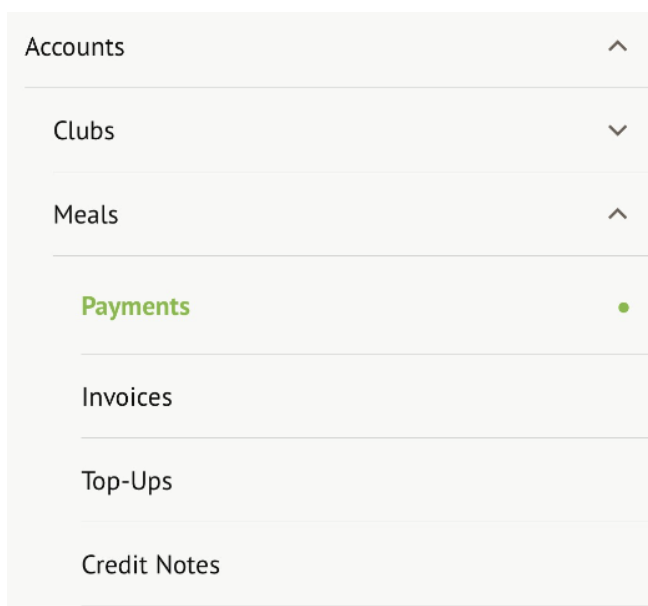 Accounts
Clubs
Meals
Payments
Invoices
Top-Ups
Credit Notes